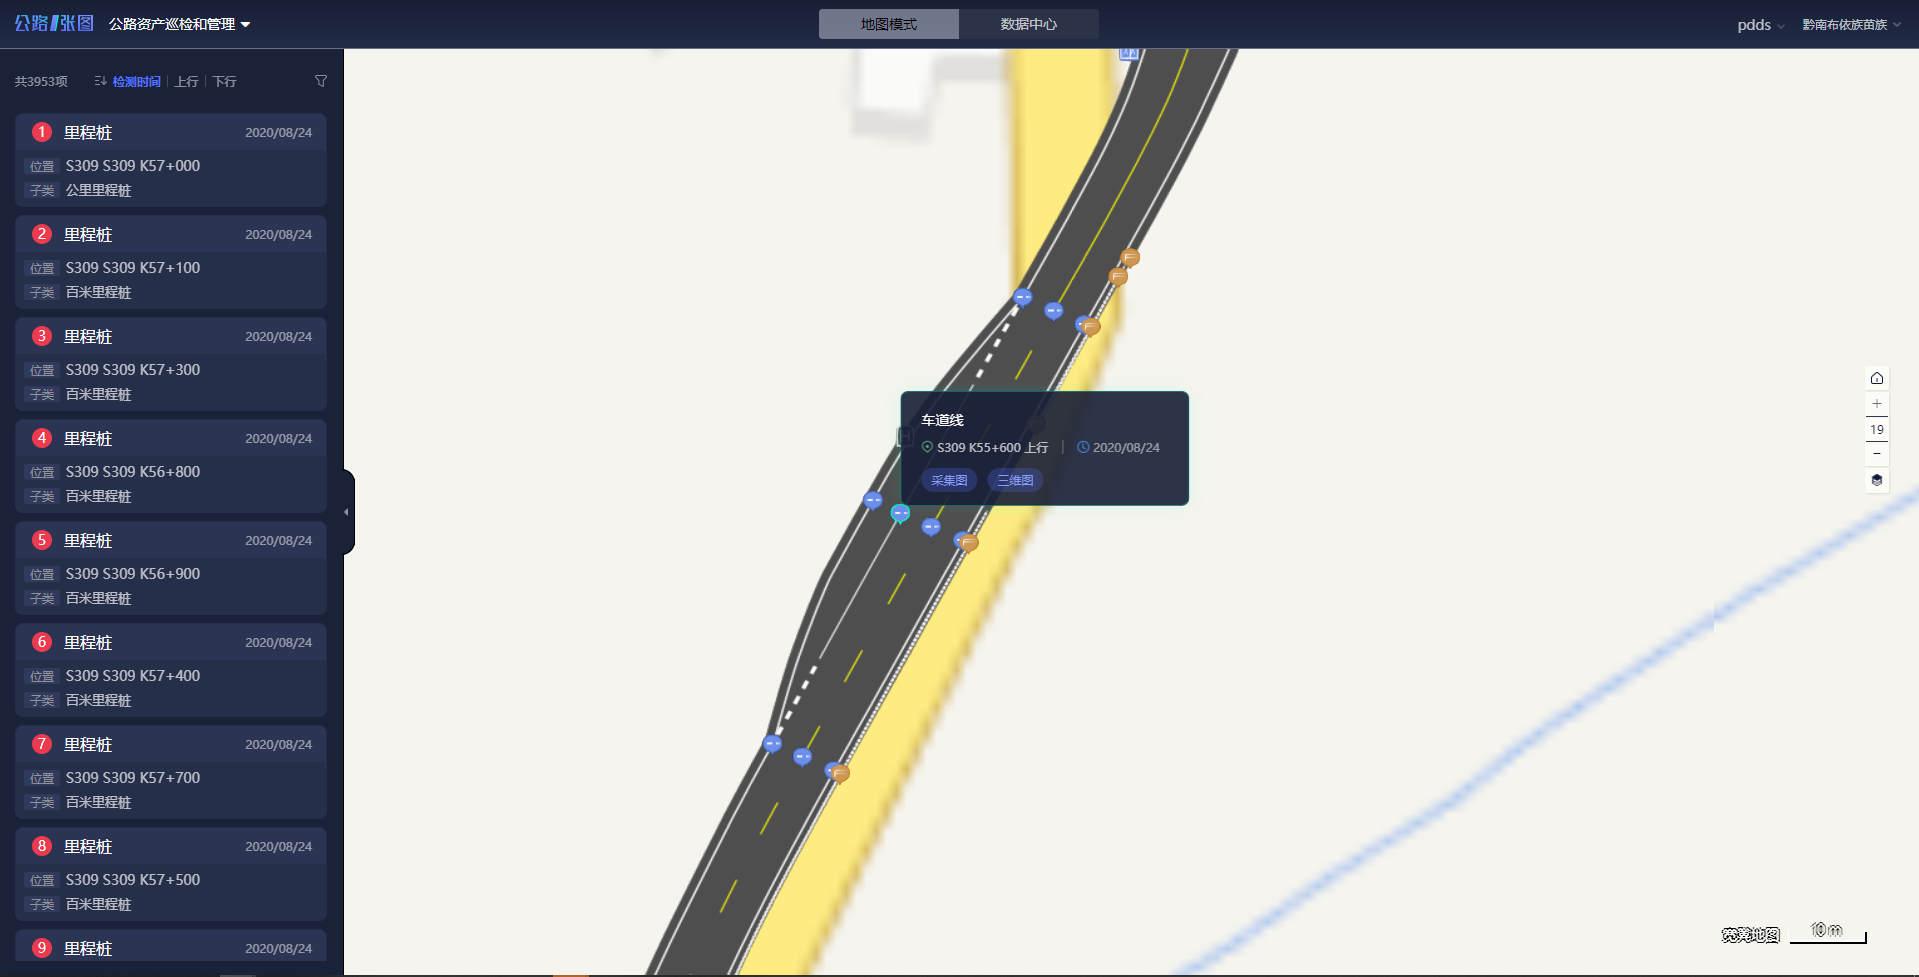 公路1张图 公路资产巡检和管理
地图模式 数据中心
pdds 黔南布依族苗族
共3953项 检测时间 上行 下行
1 里程桩 2020/08/24
位置 S309 S309 K57+000
子类 公里里程桩
2 里程桩 2020/08/24
位置 S309 S309 K57+100
子类 百米里程桩
3 里程桩 2020/08/24
位置 S309 S309 K57+300
子类 百米里程桩
4 里程桩 2020/08/24
位置 S309 S309 K56+800
子类 百米里程桩
5 里程桩 2020/08/24
位置 S309 S309 K56+900
子类 百米里程桩
6 里程桩 2020/08/24
位置 S309 S309 K57+400
子类 百米里程桩
7 里程桩 2020/08/24
位置 S309 S309 K57+700
子类 百米里程桩
8 里程桩 2020/08/24
位置 S309 S309 K57+500
子类 百米里程桩
9 里程桩 2020/08/24
车道线
S309 K55+600 上行 2020/08/24
采集图 三维图
+
19
−
宽凳地图 10 m